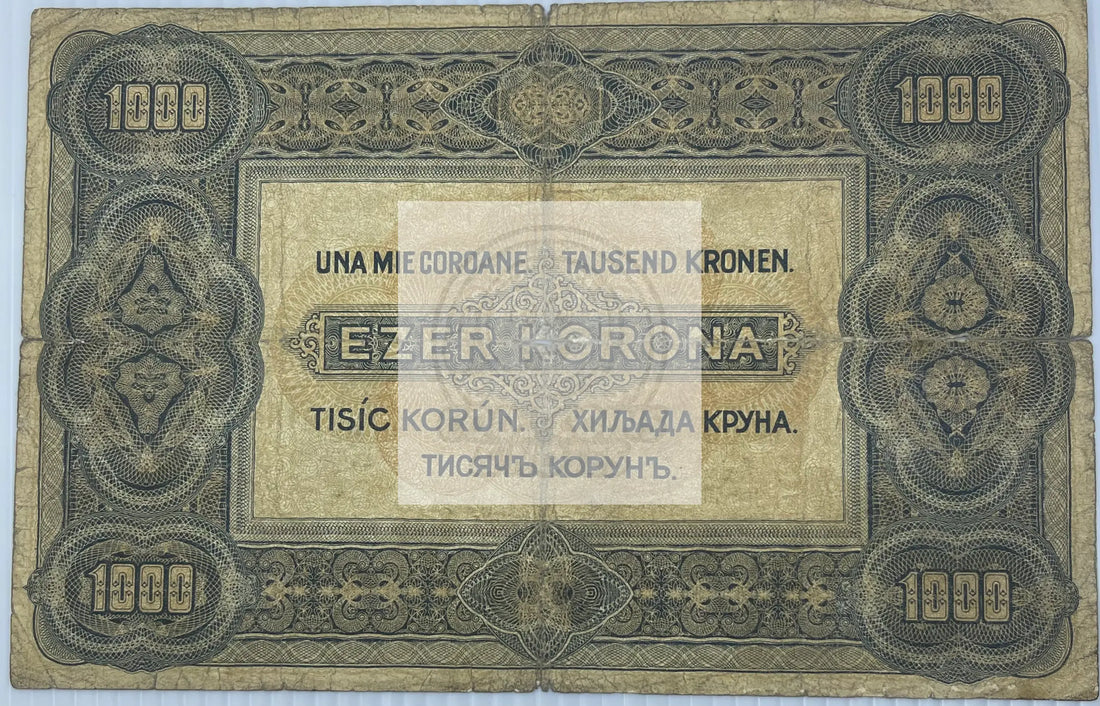 1000 1000
UNA MIE COROANE. TAUSEND KRONEN.
EZER KORONA
TISÍC KORÚN. ХИЉАДА КРУНА.
ТИСЯЧЪ КОРУНЪ.
1000 1000